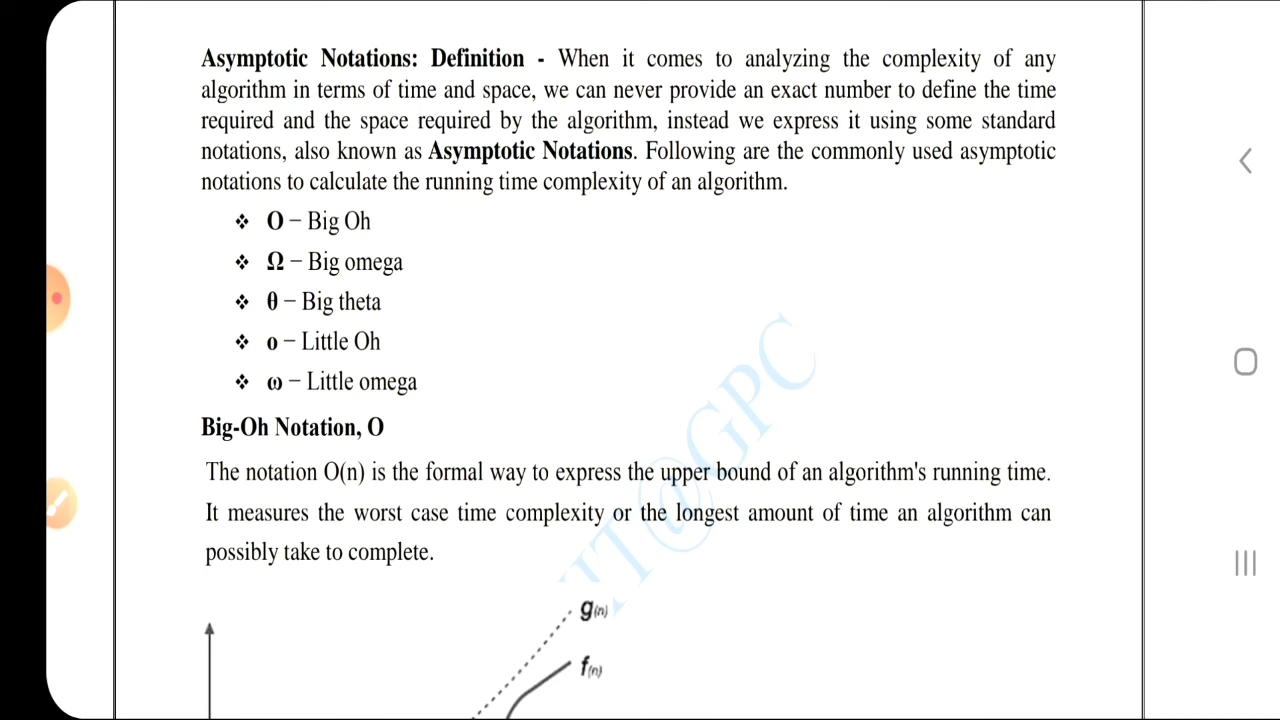 Asymptotic Notations: Definition - When it comes to analyzing the complexity of any
algorithm in terms of time and space, we can never provide an exact number to define the time
required and the space required by the algorithm, instead we express it using some standard
notations, also known as Asymptotic Notations. Following are the commonly used asymptotic
notations to calculate the running time complexity of an algorithm.
❖ O − Big Oh
❖ Ω − Big omega
❖ θ − Big theta
❖ o − Little Oh
❖ ω − Little omega
Big-Oh Notation, O
The notation O(n) is the formal way to express the upper bound of an algorithm's running time.
It measures the worst case time complexity or the longest amount of time an algorithm can
possibly take to complete.
g(n)
f(n)